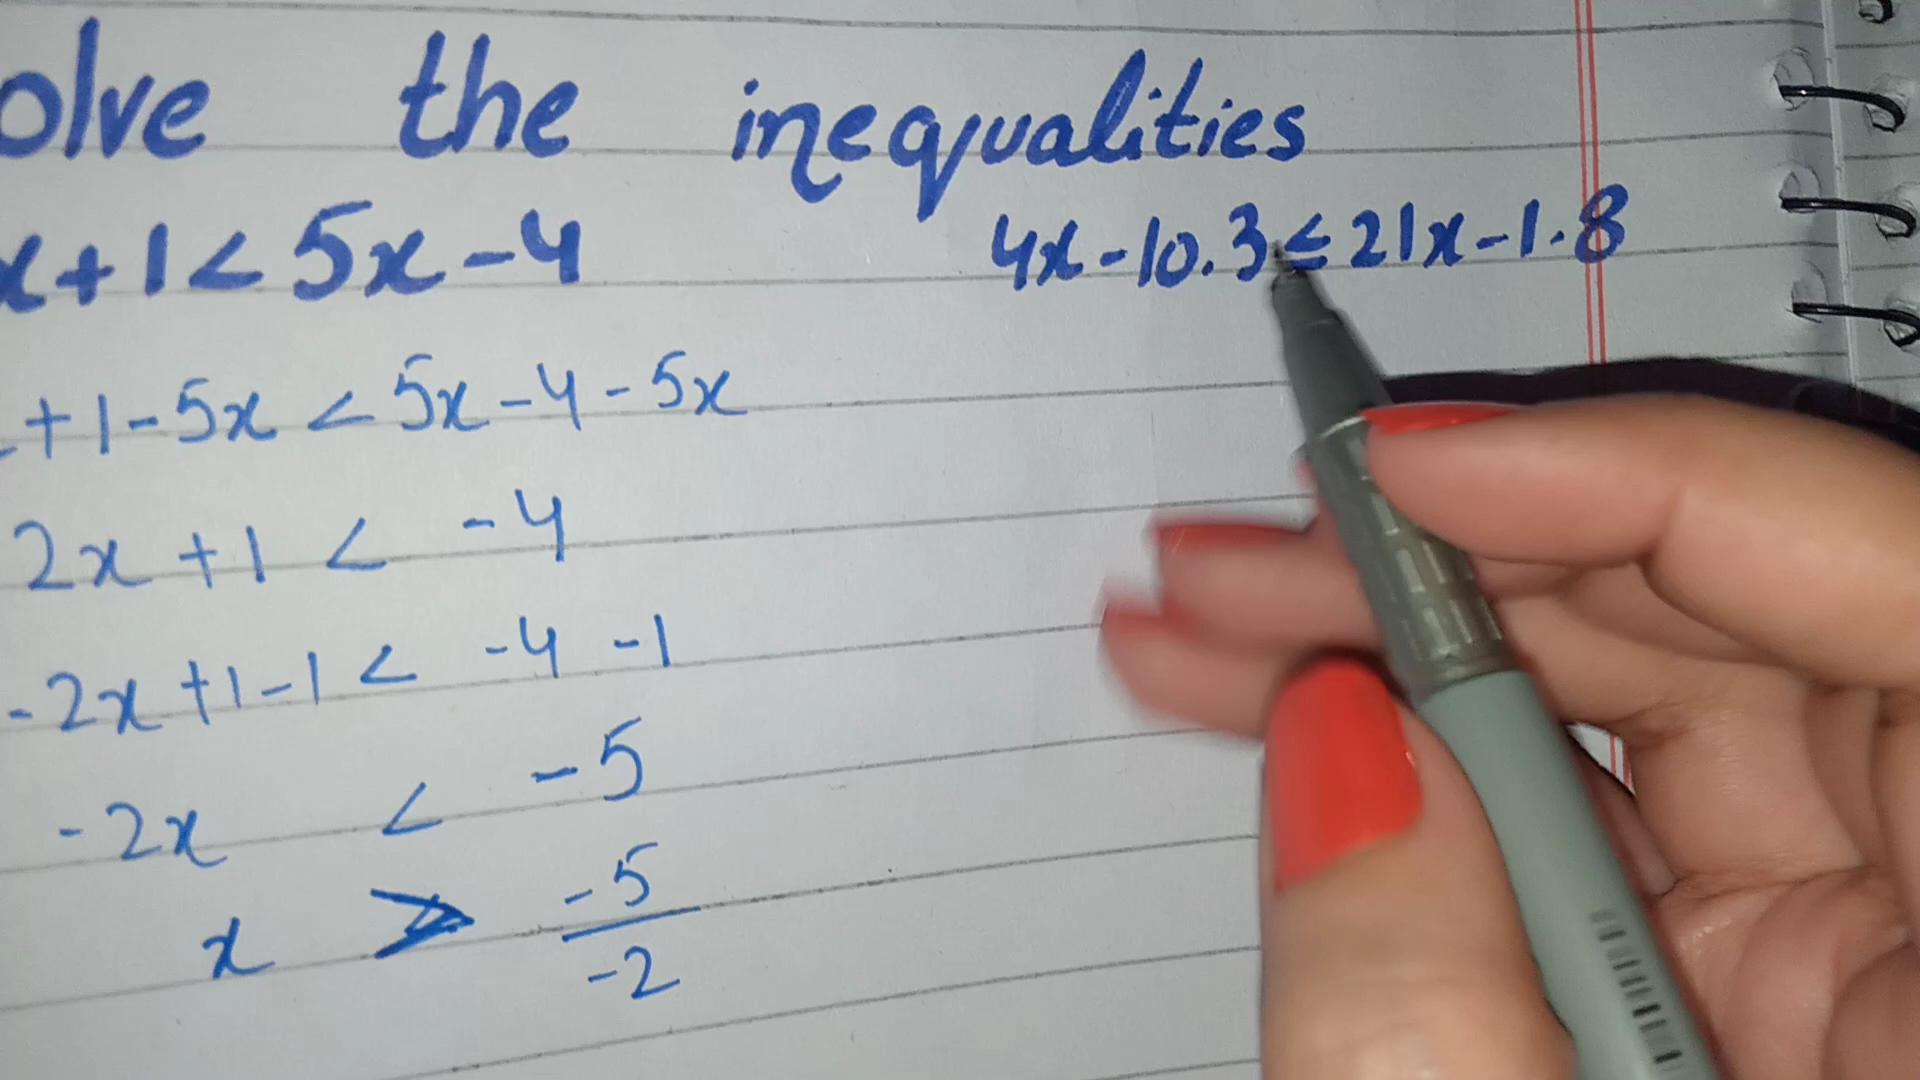 olve the inequalities
x+1<5x-4
4x-10.3≤21x-1.8
+1-5x<5x-4-5x
2x+1<-4
-2x+1-1<-4-1
-2x<-5
x>-5/-2